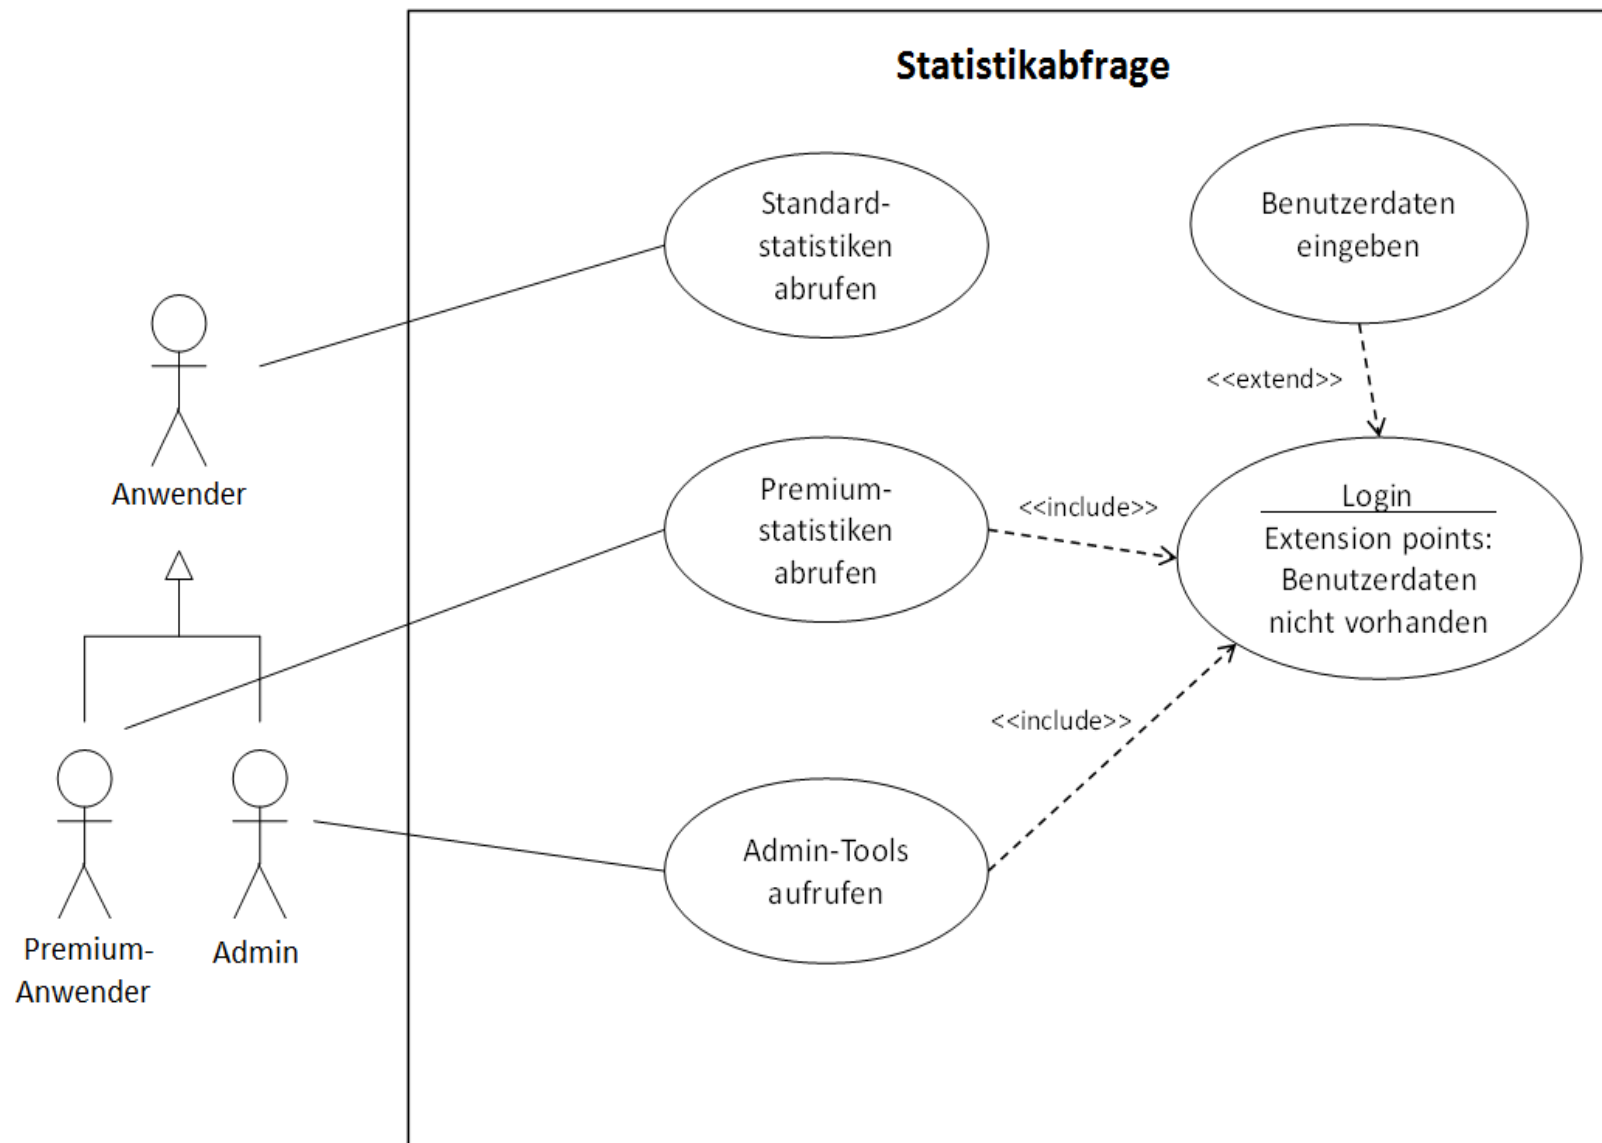 Statistikabfrage
Standard-
statistiken
abrufen
Benutzerdaten
eingeben
<<extend>>
Anwender
Premium-
statistiken
abrufen
<<include>>
Login
Extension points:
Benutzerdaten
nicht vorhanden
<<include>>
Admin-Tools
aufrufen
Premium-
Anwender
Admin